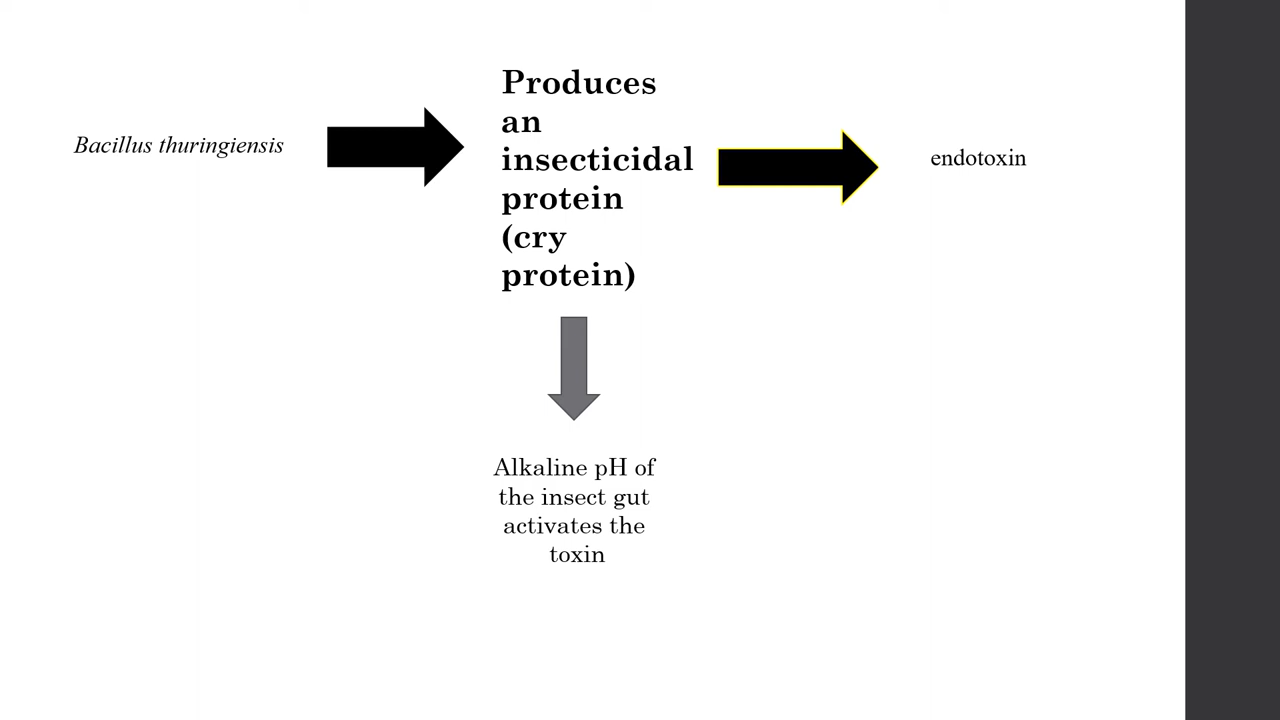 Bacillus thuringiensis
Produces
an
insecticidal
protein
(cry
protein)
endotoxin
Alkaline pH of
the insect gut
activates the
toxin